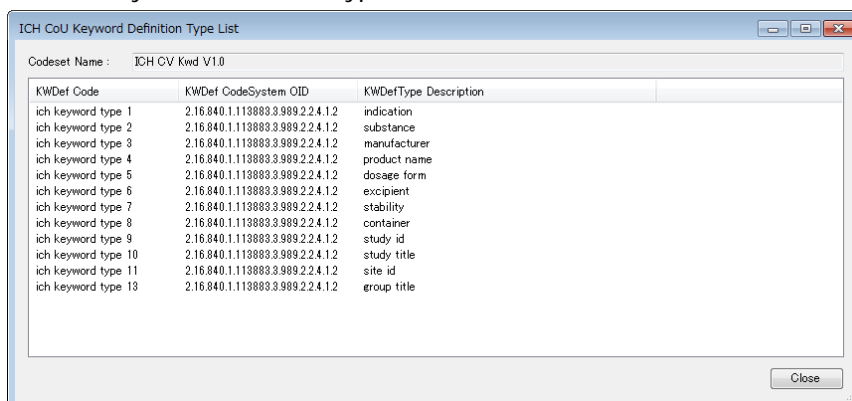 ICH CoU Keyword Definition Type List
Codeset Name : ICH CV Kwd V1.0
KWDef Code KWDef CodeSystem OID KWDefType Description
ich keyword type 1 2.16.840.1.113883.3.989.2.2.4.1.2 indication
ich keyword type 2 2.16.840.1.113883.3.989.2.2.4.1.2 substance
ich keyword type 3 2.16.840.1.113883.3.989.2.2.4.1.2 manufacturer
ich keyword type 4 2.16.840.1.113883.3.989.2.2.4.1.2 product name
ich keyword type 5 2.16.840.1.113883.3.989.2.2.4.1.2 dosage form
ich keyword type 6 2.16.840.1.113883.3.989.2.2.4.1.2 excipient
ich keyword type 7 2.16.840.1.113883.3.989.2.2.4.1.2 stability
ich keyword type 8 2.16.840.1.113883.3.989.2.2.4.1.2 container
ich keyword type 9 2.16.840.1.113883.3.989.2.2.4.1.2 study id
ich keyword type 10 2.16.840.1.113883.3.989.2.2.4.1.2 study title
ich keyword type 11 2.16.840.1.113883.3.989.2.2.4.1.2 site id
ich keyword type 13 2.16.840.1.113883.3.989.2.2.4.1.2 group title
Close